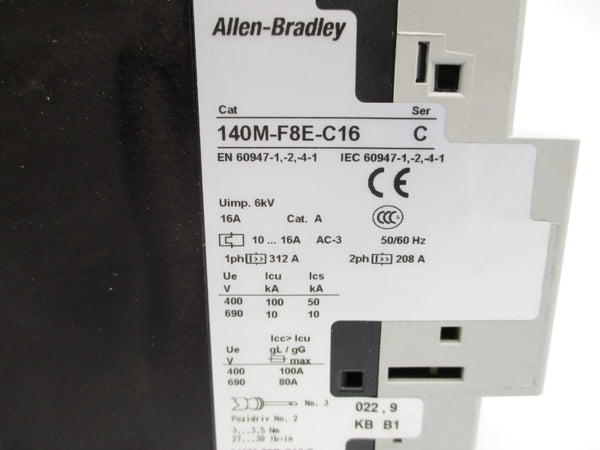 Allen-Bradley
Cat Ser
140M-F8E-C16 C
EN 60947-1,-2,-4-1 IEC 60947-1,-2,-4-1
CE
Uimp. 6kV
16A Cat. A CCC S
10 ... 16A AC-3 50/60 Hz
1ph 312 A 2ph 208 A
Ue Icu Ics
V kA kA
400 100 50
690 10 10
Icc> Icu
Ue gL / gG
V max
400 100A
690 80A
No. 3
Pozidriv No. 2
3...3.5 Nm
27...30 lb-in
022 , 9
KB B1